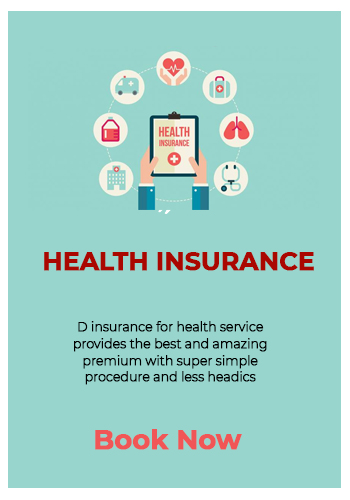 HEALTH
INSURANCE
HEALTH INSURANCE
D insurance for health service
provides the best and amazing
premium with super simple
procedure and less headics
Book Now